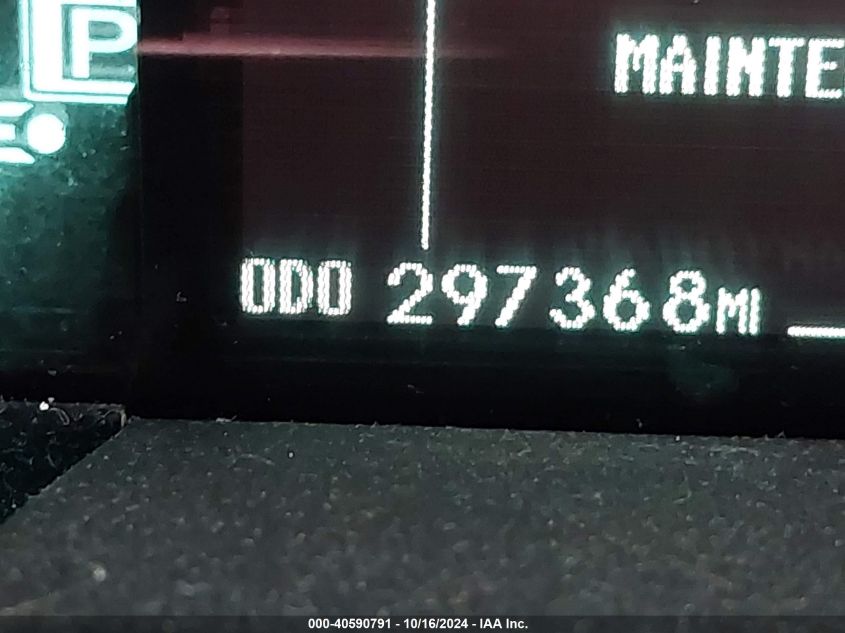 P
MAINTE
ODO 297368MI
000-40590791 - 10/16/2024 - IAA Inc.